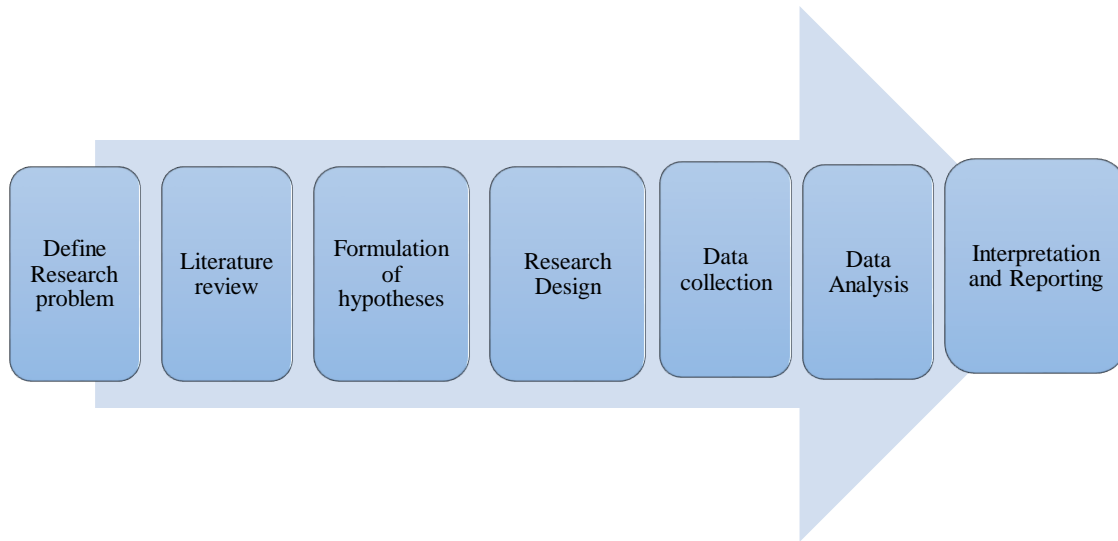 Define
Research
problem
Literature
review
Formulation
of
hypotheses
Research
Design
Data
collection
Data
Analysis
Interpretation
and Reporting